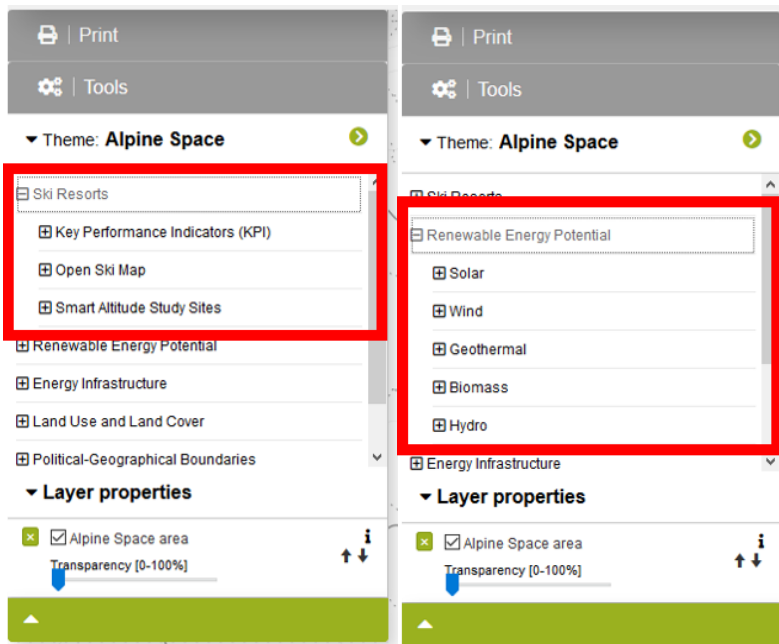 Print
Tools
Theme: Alpine Space
Ski Resorts
Key Performance Indicators (KPI)
Open Ski Map
Smart Altitude Study Sites
Renewable Energy Potential
Energy Infrastructure
Land Use and Land Cover
Political-Geographical Boundaries
Layer properties
Alpine Space area
Transparency [0-100%]
Print
Tools
Theme: Alpine Space
Ski Resorts
Renewable Energy Potential
Solar
Wind
Geothermal
Biomass
Hydro
Energy Infrastructure
Layer properties
Alpine Space area
Transparency [0-100%]